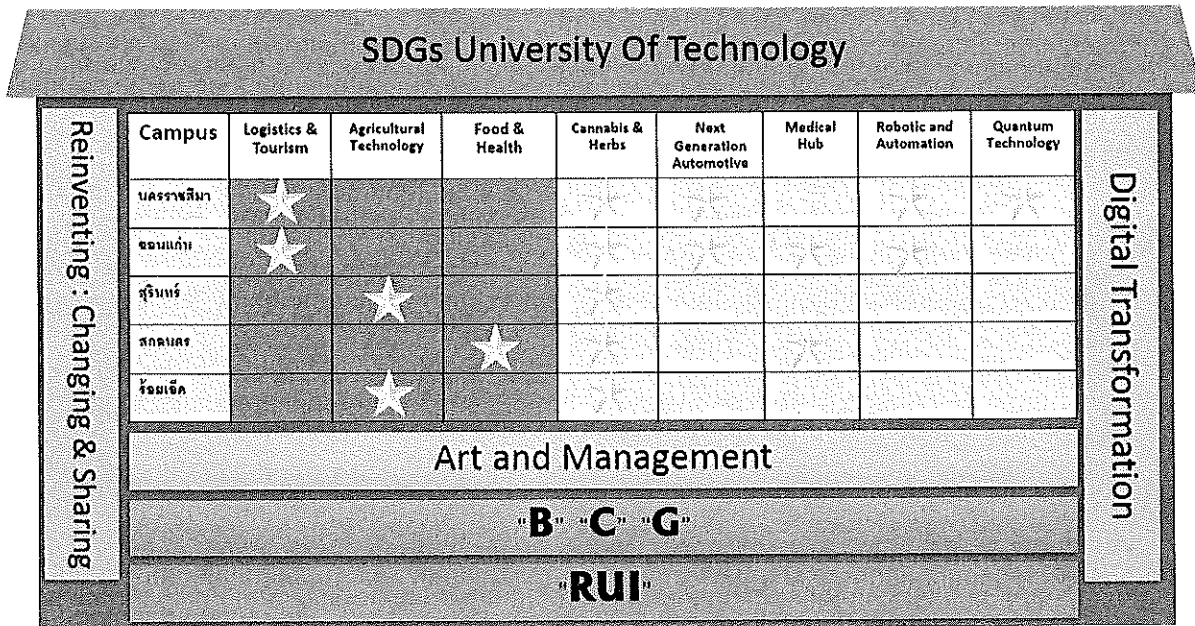 SDGs University Of Technology
Reinventing : Changing & Sharing
Campus
Logistics &
Tourism
Agricultural
Technology
Food &
Health
Cannabis &
Herbs
Next
Generation
Automotive
Medical
Hub
Robotic and
Automation
Quantum
Technology
นครราชสีมา
ขอนแก่น
สุรินทร์
สกลนคร
ร้อยเอ็ด
Digital Transformation
Art and Management
"B" "C" "G"
"RUI"